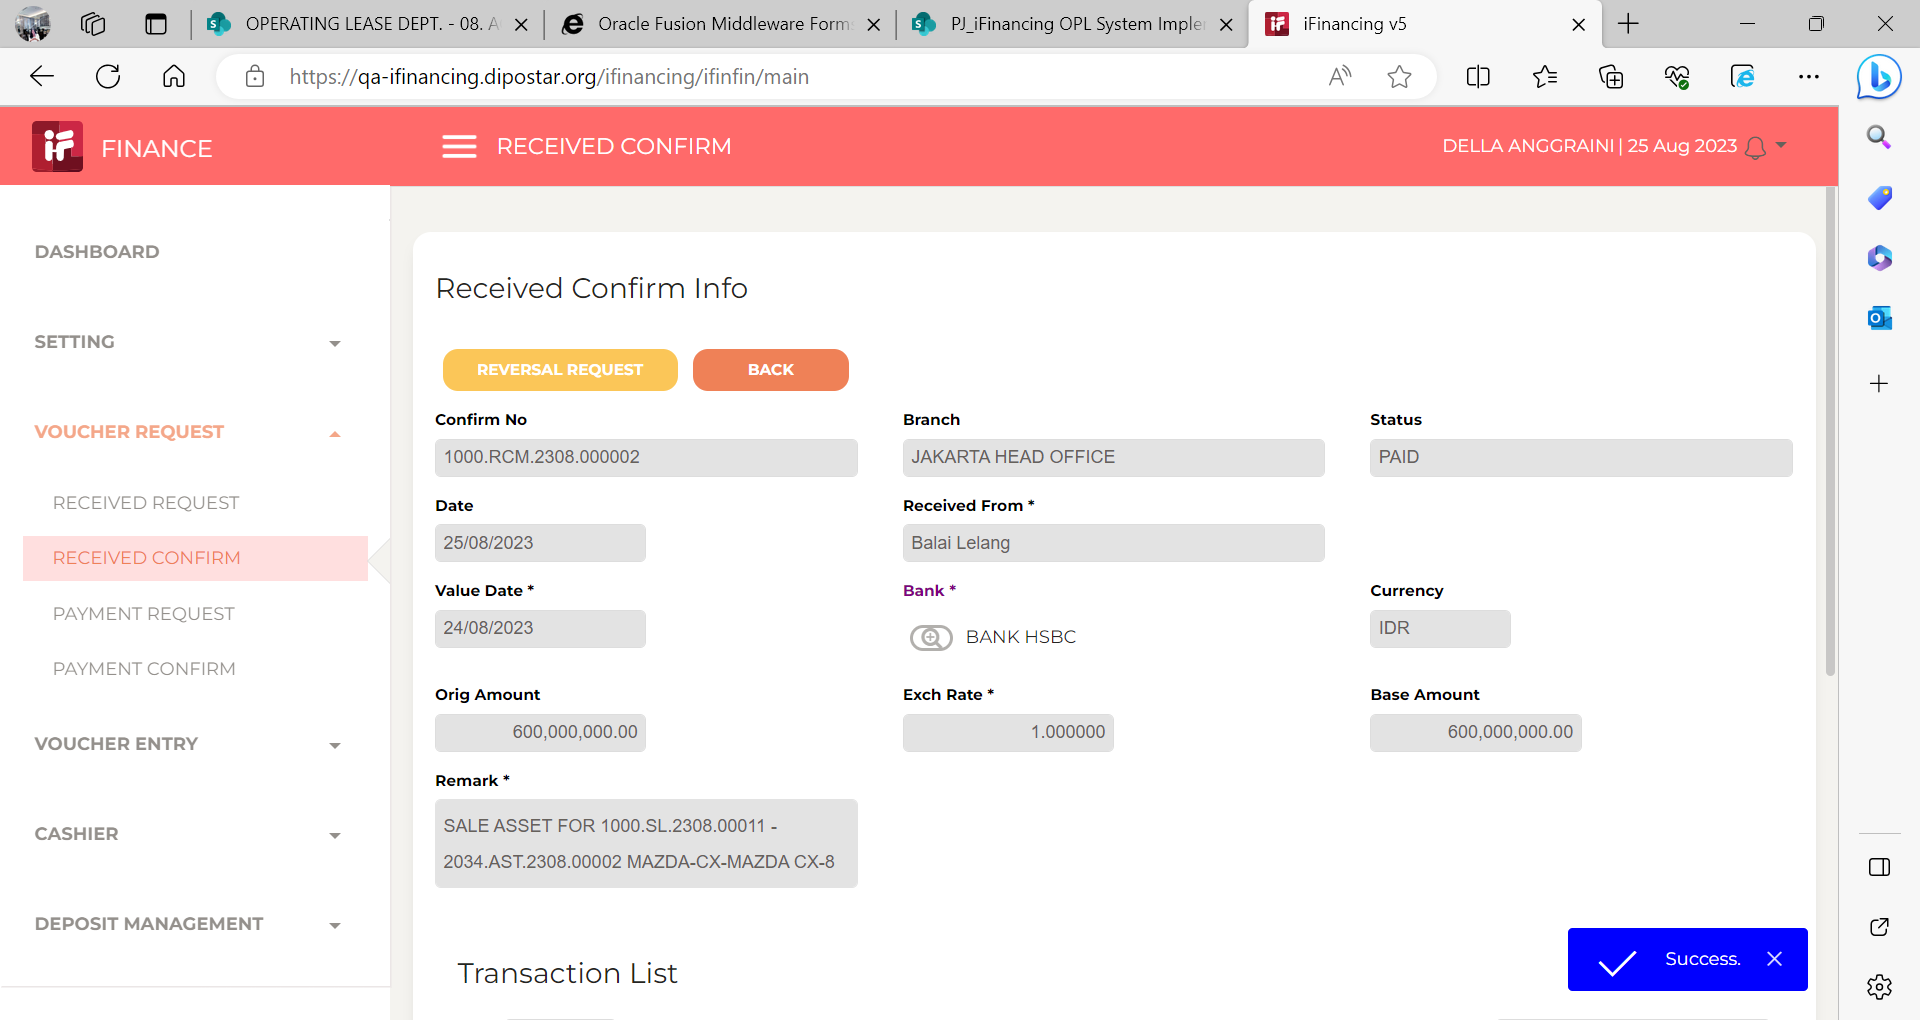 OPERATING LEASE DEPT. - 08. A
Oracle Fusion Middleware Form
PJ_iFinancing OPL System Imple
iFinancing v5
https://qa-ifinancing.dipostar.org/ifinancing/ifinfin/main
iF FINANCE
RECEIVED CONFIRM
DELLA ANGGRAINI | 25 Aug 2023
DASHBOARD
SETTING
VOUCHER REQUEST
RECEIVED REQUEST
RECEIVED CONFIRM
PAYMENT REQUEST
PAYMENT CONFIRM
VOUCHER ENTRY
CASHIER
DEPOSIT MANAGEMENT
Received Confirm Info
REVERSAL REQUEST BACK
Confirm No Branch Status
1000.RCM.2308.000002 JAKARTA HEAD OFFICE PAID
Date Received From *
25/08/2023 Balai Lelang
Value Date * Bank * Currency
24/08/2023 BANK HSBC IDR
Orig Amount Exch Rate * Base Amount
600,000,000.00 1.000000 600,000,000.00
Remark *
SALE ASSET FOR 1000.SL.2308.00011 -
2034.AST.2308.00002 MAZDA-CX-MAZDA CX-8
Transaction List
Success.